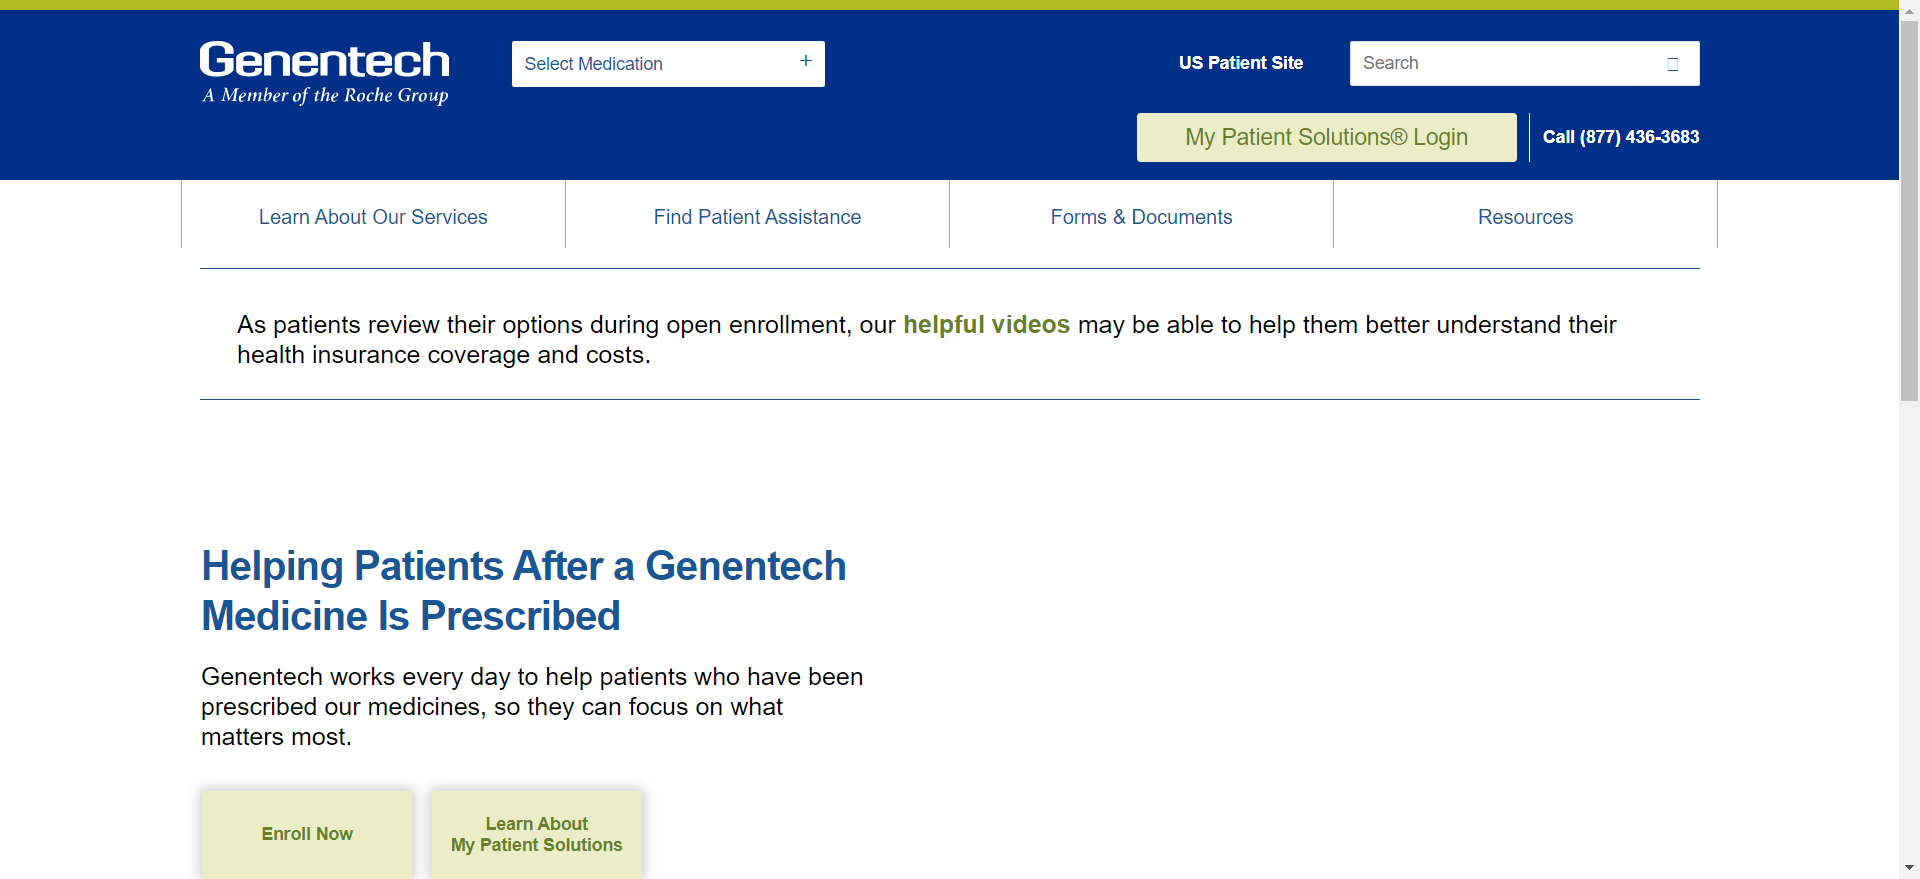 Genentech
A Member of the Roche Group
Select Medication +
US Patient Site
Search
My Patient Solutions® Login
Call (877) 436-3683
Learn About Our Services
Find Patient Assistance
Forms & Documents
Resources
As patients review their options during open enrollment, our helpful videos may be able to help them better understand their
health insurance coverage and costs.
Helping Patients After a Genentech
Medicine Is Prescribed
Genentech works every day to help patients who have been
prescribed our medicines, so they can focus on what
matters most.
Enroll Now
Learn About
My Patient Solutions